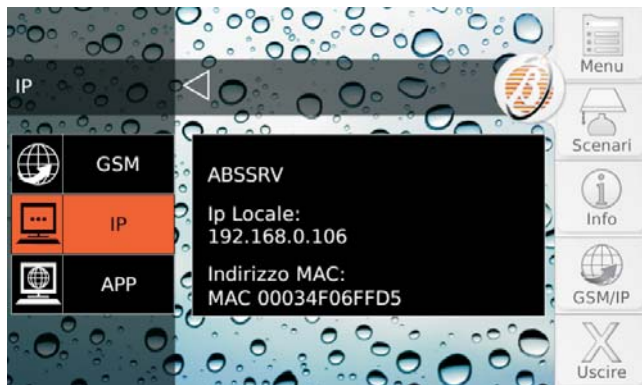 IP
GSM
IP
APP
ABSSRV
Ip Locale:
192.168.0.106
Indirizzo MAC:
MAC 00034F06FFD5
Menu
Scenari
Info
GSM/IP
Uscire
B